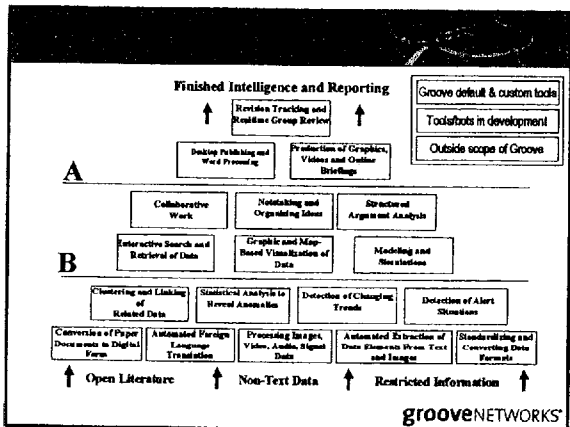 Finished Intelligence and Reporting
Groove default & custom tools
Tools/bots in development
Outside scope of Groove
Revision Tracking and
Realtime Group Review
Desktop Publishing and
Word Processing
Production of Graphics,
Videos and Online
Briefings
A
Collaborative
Work
Notetaking and
Organizing Ideas
Structured
Argument Analysis
Interactive Search and
Retrieval of Data
Graphic and Map-
Based Visualization of
Data
Modeling and
Simulations
B
Clustering and Linking
of
Related Data
Statistical Analysis to
Reveal Anomalies
Detection of Changing
Trends
Detection of Alert
Situations
Conversion of Paper
Documents to Digital
Form
Automated Foreign
Language
Translation
Processing Images,
Video, Audio, Signal
Data
Automated Extraction of
Data Elements From Text
and Images
Standardizing and
Converting Data
Formats
Open Literature
Non-Text Data
Restricted Information
grooveNETWORKS